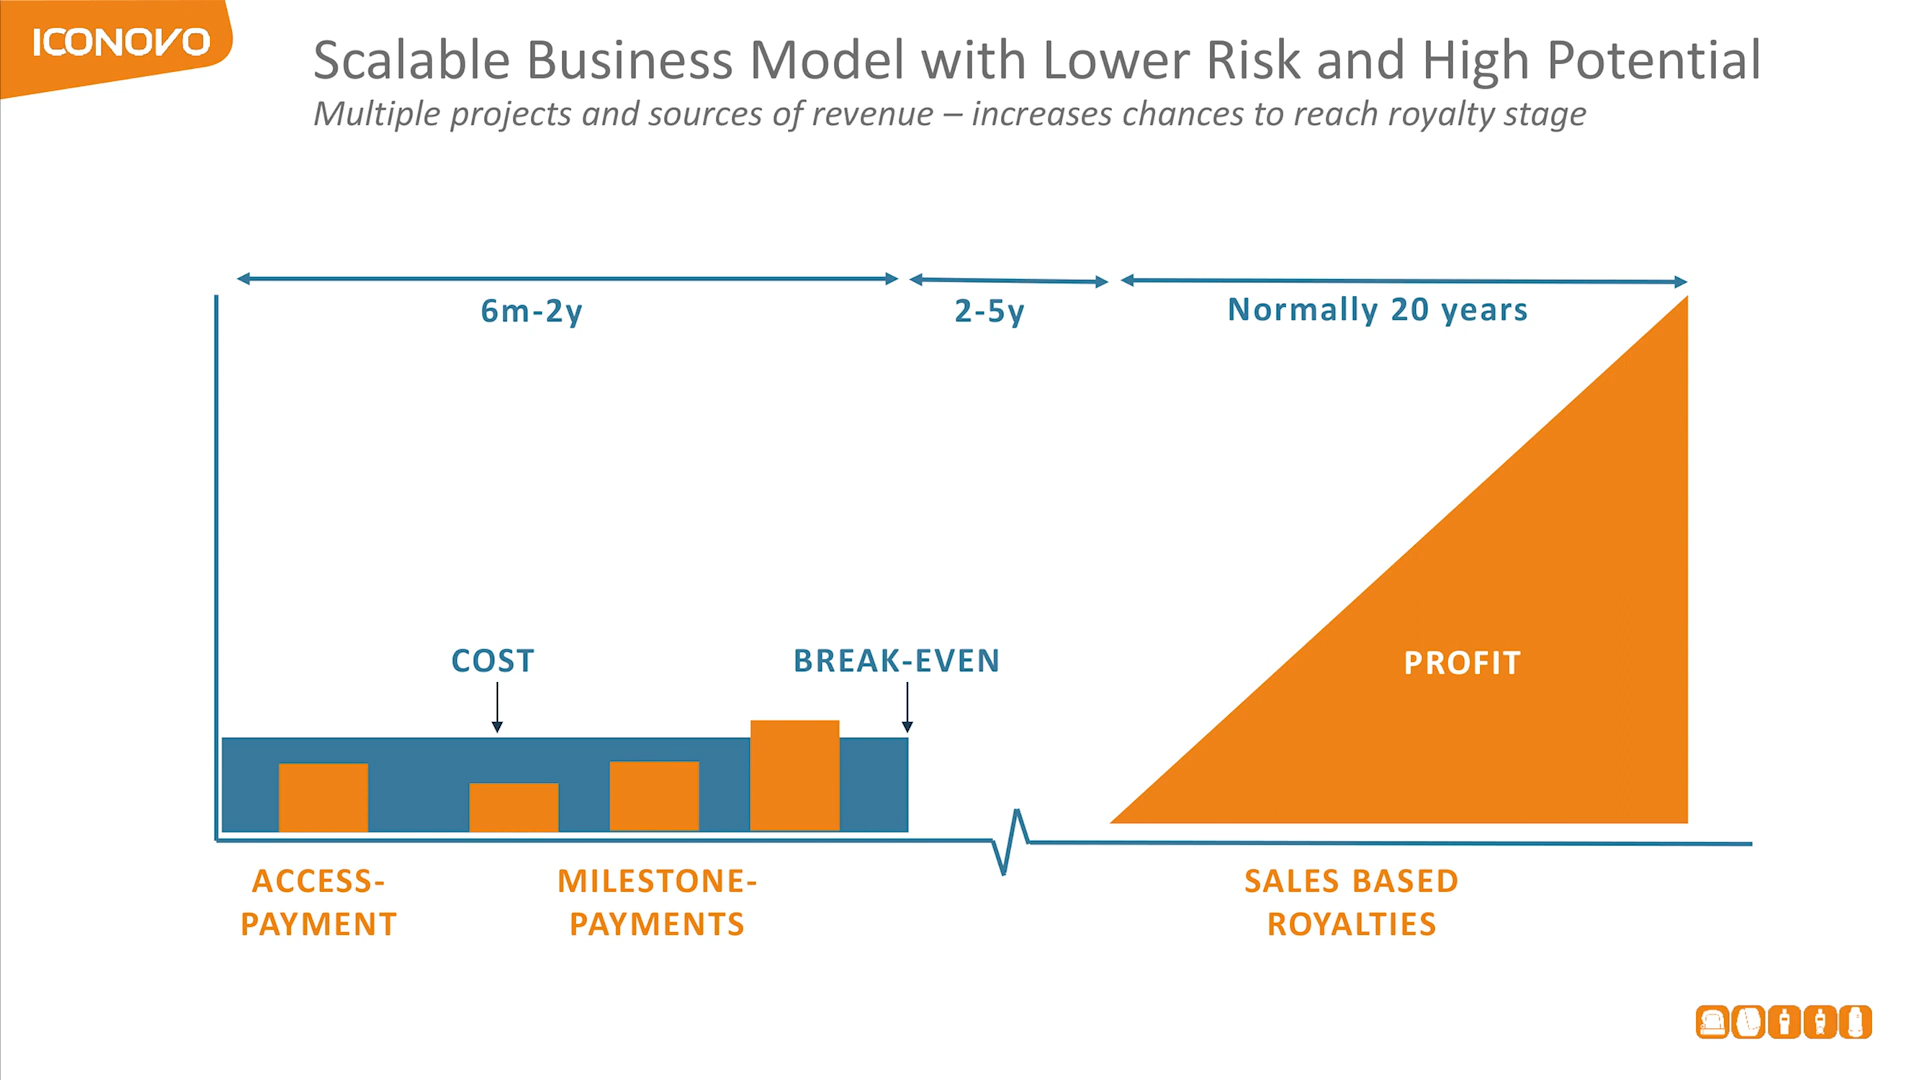 ICONOVO
Scalable Business Model with Lower Risk and High Potential
Multiple projects and sources of revenue – increases chances to reach royalty stage
6m-2y
2-5y
Normally 20 years
COST
BREAK-EVEN
PROFIT
ACCESS-
PAYMENT
MILESTONE-
PAYMENTS
SALES BASED
ROYALTIES